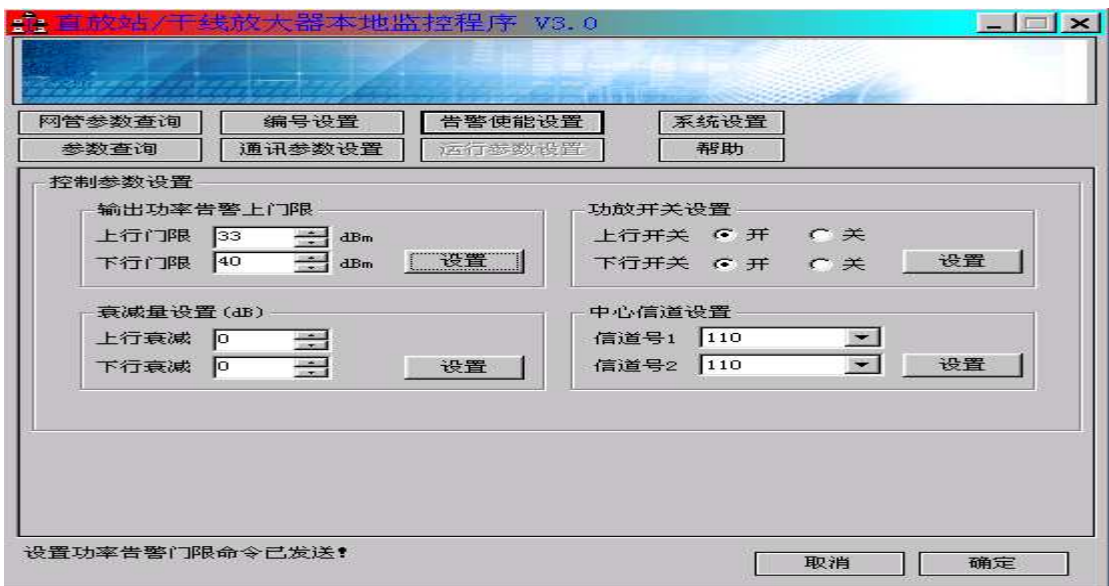 直放站/干线放大器本地监控程序 V3.0
网管参数查询 编号设置 告警使能设置 系统设置
参数查询 通讯参数设置 运行参数设置 帮助
控制参数设置
输出功率告警上门限 功放开关设置
上行门限 33 dBm 上行开关 开 关
下行门限 40 dBm 设置 下行开关 开 关 设置
衰减量设置(dB) 中心信道设置
上行衰减 0 信道号1 110
下行衰减 0 设置 信道号2 110 设置
设置功率告警门限命令已发送!
取消 确定